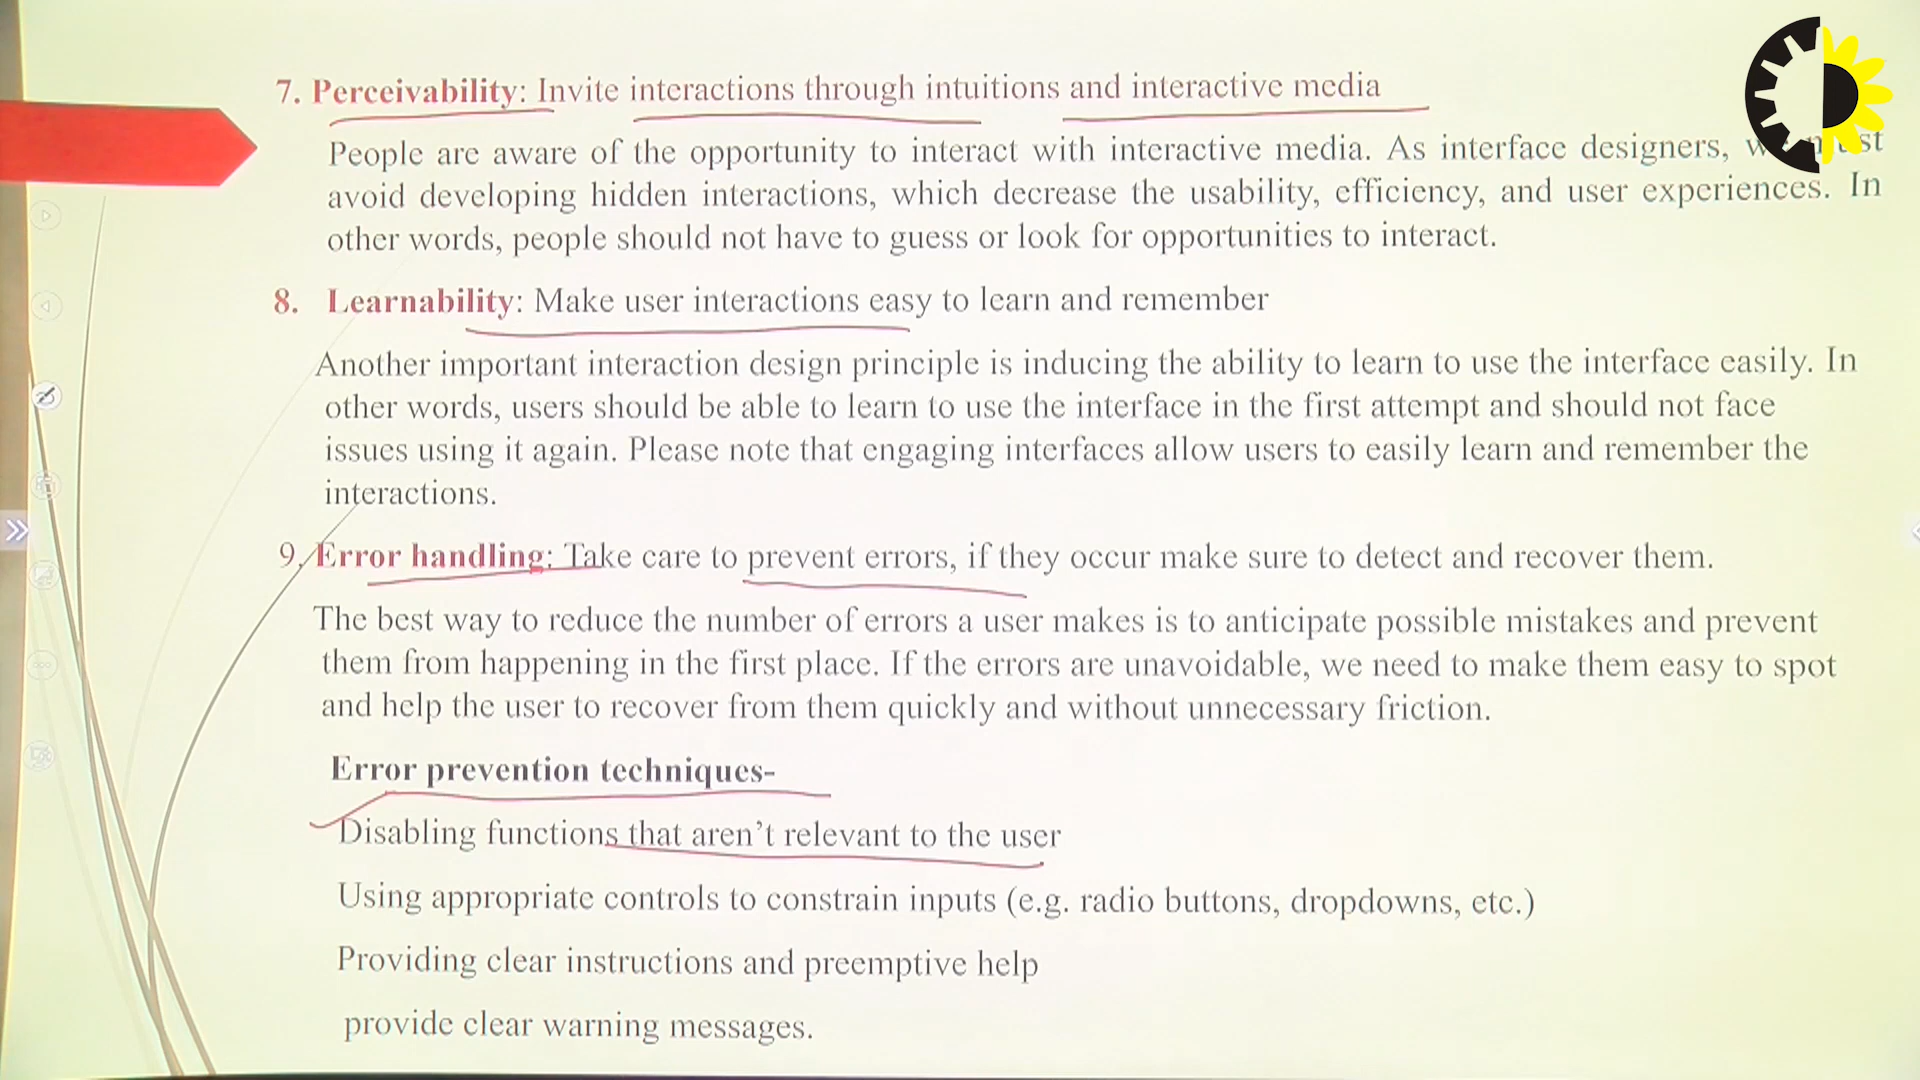 7. Perceivability: Invite interactions through intuitions and interactive media
People are aware of the opportunity to interact with interactive media. As interface designers,
avoid developing hidden interactions, which decrease the usability, efficiency, and user experiences. In
other words, people should not have to guess or look for opportunities to interact.
8. Learnability: Make user interactions easy to learn and remember
Another important interaction design principle is inducing the ability to learn to use the interface easily. In
other words, users should be able to learn to use the interface in the first attempt and should not face
issues using it again. Please note that engaging interfaces allow users to easily learn and remember the
interactions.
9. Error handling: Take care to prevent errors, if they occur make sure to detect and recover them.
The best way to reduce the number of errors a user makes is to anticipate possible mistakes and prevent
them from happening in the first place. If the errors are unavoidable, we need to make them easy to spot
and help the user to recover from them quickly and without unnecessary friction.
Error prevention techniques-
Disabling functions that aren't relevant to the user
Using appropriate controls to constrain inputs (e.g. radio buttons, dropdowns, etc.)
Providing clear instructions and preemptive help
provide clear warning messages.